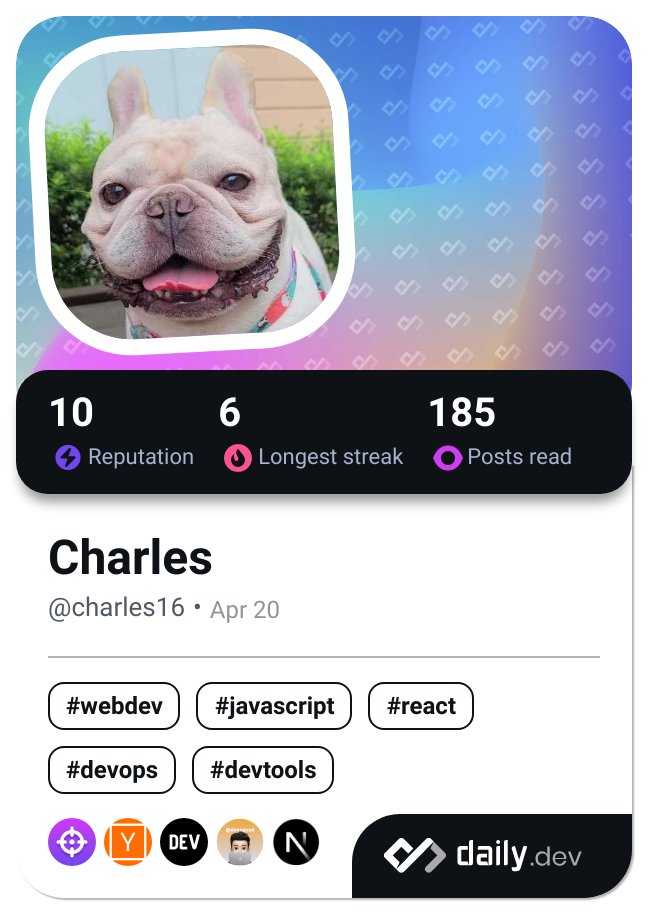 10 6 185
Reputation Longest streak Posts read
Charles
@charles16 • Apr 20
#webdev #javascript #react
#devops #devtools
Y DEV N
daily.dev